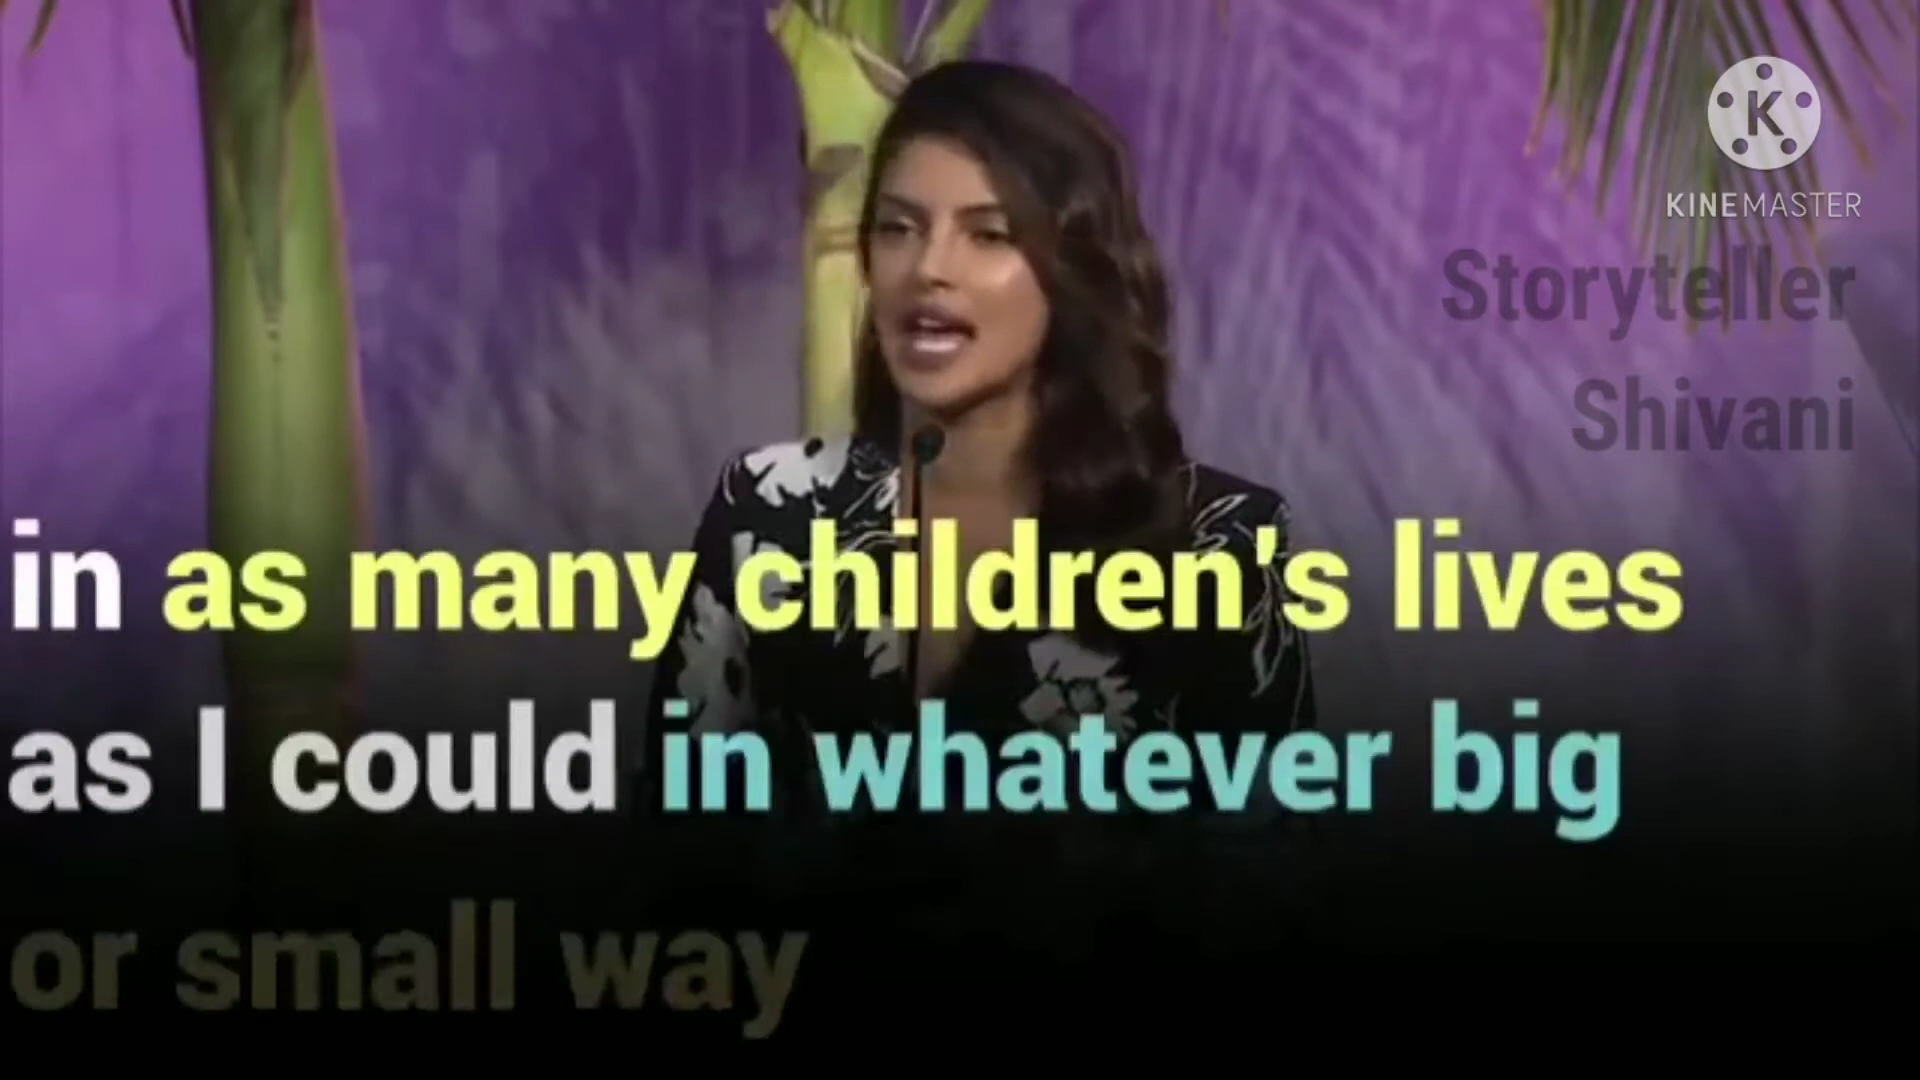 K
KINEMASTER
Storyteller
Shivani
in as many children's lives
as I could in whatever big
or small way